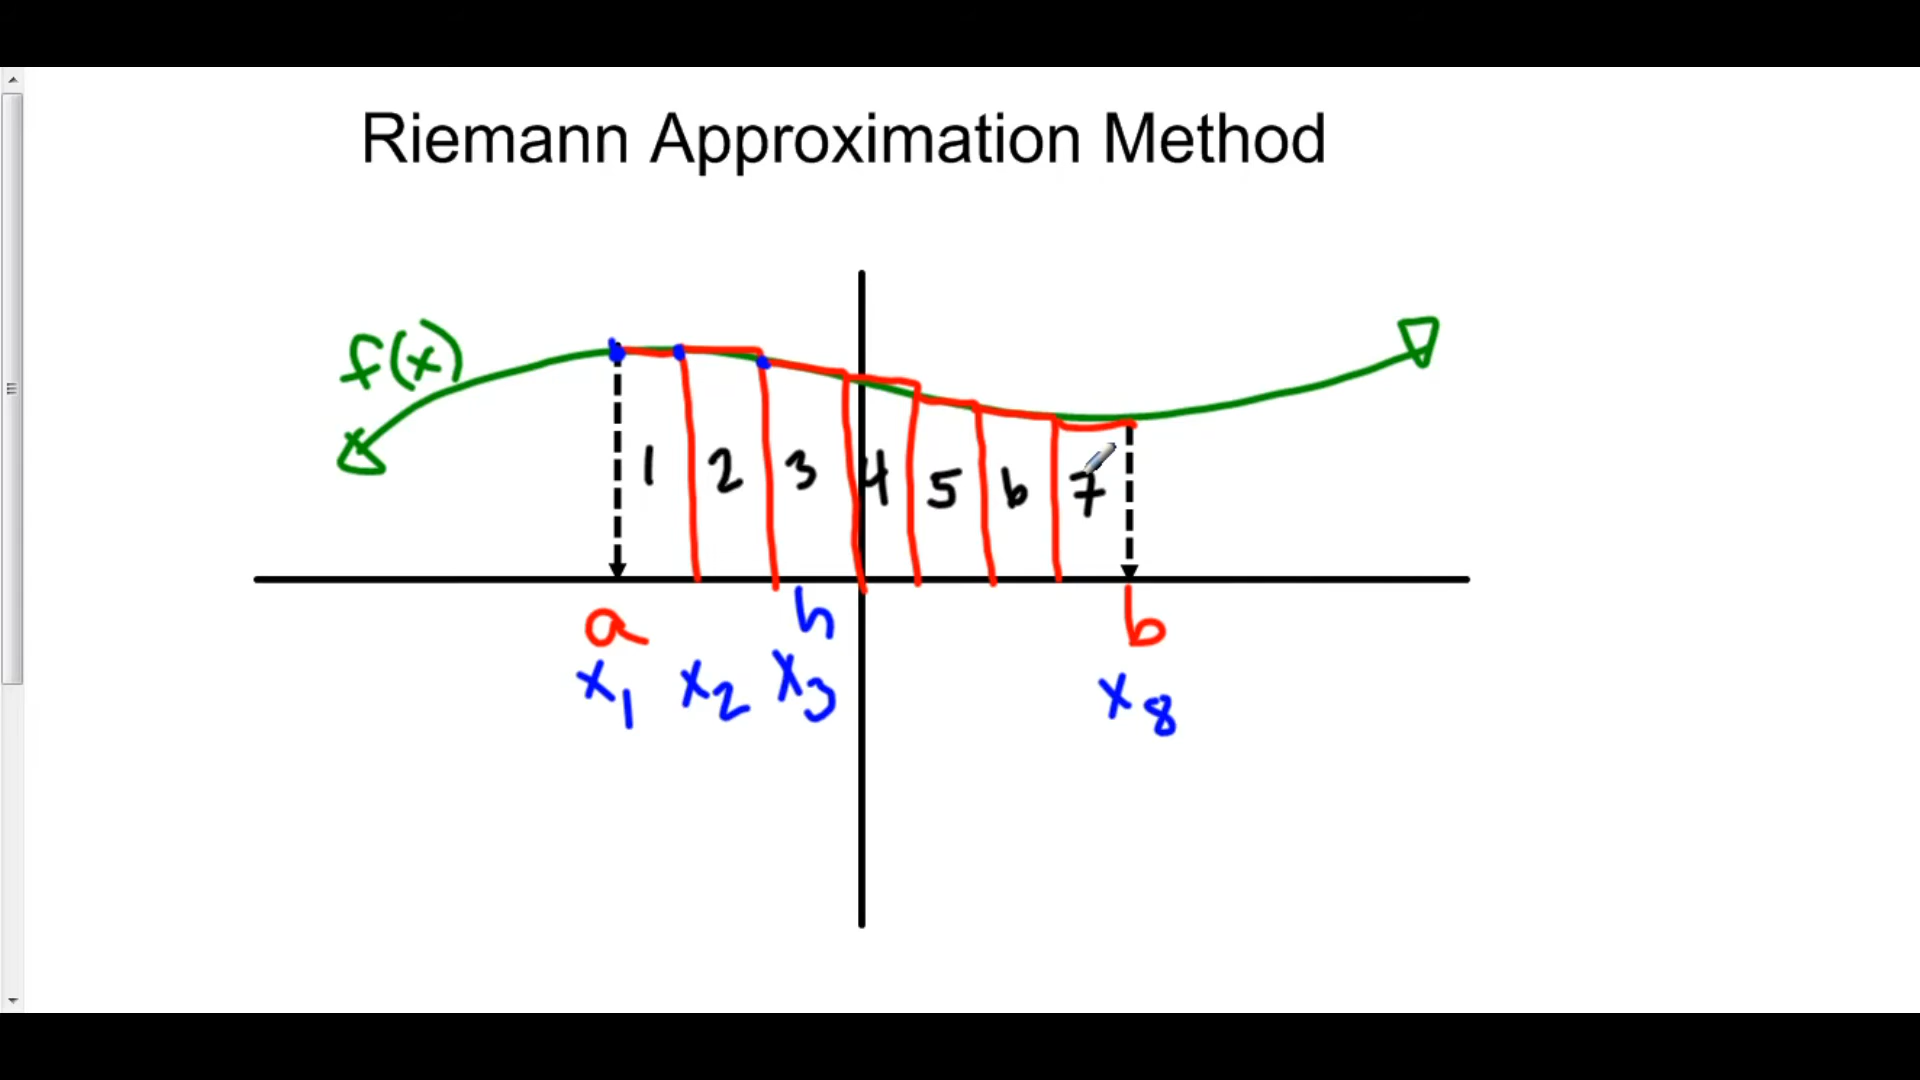 Riemann Approximation Method
f(x)
1 2 3 4 5 6 7
a h b
x1 x2 x3 x8